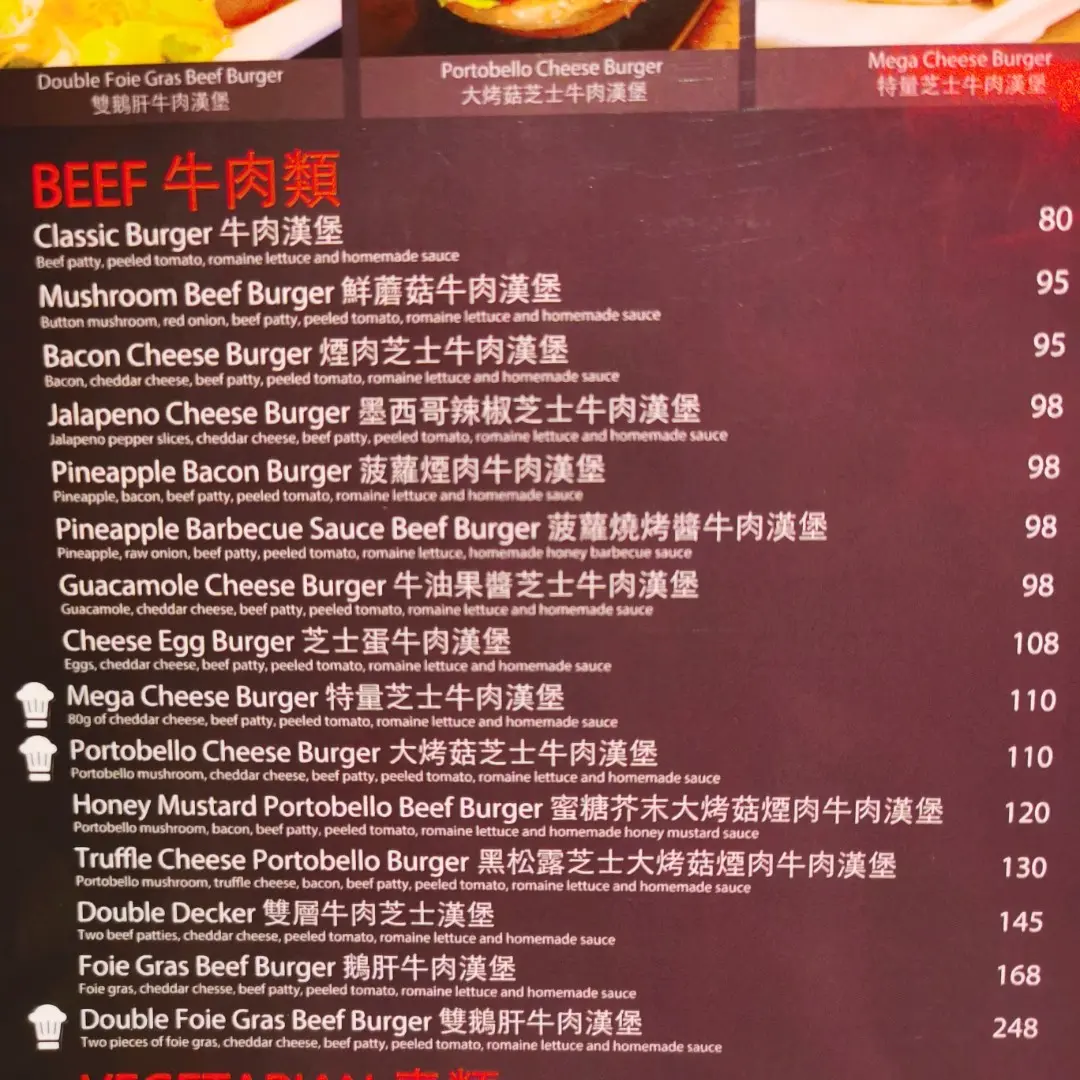 Double Foie Gras Beef Burger
雙鵝肝牛肉漢堡
Portobello Cheese Burger
大烤菇芝士牛肉漢堡
Mega Cheese Burger
特量芝士牛肉漢堡
BEEF 牛肉類
Classic Burger 牛肉漢堡 80
Beef patty, peeled tomato, romaine lettuce and homemade sauce
Mushroom Beef Burger 鮮蘑菇牛肉漢堡 95
Button mushroom, red onion, beef patty, peeled tomato, romaine lettuce and homemade sauce
Bacon Cheese Burger 煙肉芝士牛肉漢堡 95
Bacon, cheddar cheese, beef patty, peeled tomato, romaine lettuce and homemade sauce
Jalapeno Cheese Burger 墨西哥辣椒芝士牛肉漢堡 98
Jalapeno pepper slices, cheddar cheese, beef patty, peeled tomato, romaine lettuce and homemade sauce
Pineapple Bacon Burger 菠蘿煙肉牛肉漢堡 98
Pineapple, bacon, beef patty, peeled tomato, romaine lettuce and homemade sauce
Pineapple Barbecue Sauce Beef Burger 菠蘿燒烤醬牛肉漢堡 98
Pineapple, raw onion, beef patty, peeled tomato, romaine lettuce, homemade honey barbecue sauce
Guacamole Cheese Burger 牛油果醬芝士牛肉漢堡 98
Guacamole, cheddar cheese, beef patty, peeled tomato, romaine lettuce and homemade sauce
Cheese Egg Burger 芝士蛋牛肉漢堡 108
Eggs, cheddar cheese, beef patty, peeled tomato, romaine lettuce and homemade sauce
Mega Cheese Burger 特量芝士牛肉漢堡 110
80g of cheddar cheese, beef patty, peeled tomato, romaine lettuce and homemade sauce
Portobello Cheese Burger 大烤菇芝士牛肉漢堡 110
Portobello mushroom, cheddar cheese, beef patty, peeled tomato, romaine lettuce and homemade sauce
Honey Mustard Portobello Beef Burger 蜜糖芥末大烤菇煙肉牛肉漢堡 120
Portobello mushroom, bacon, beef patty, peeled tomato, romaine lettuce and homemade honey mustard sauce
Truffle Cheese Portobello Burger 黑松露芝士大烤菇煙肉牛肉漢堡 130
Portobello mushroom, truffle cheese, bacon, beef patty, peeled tomato, romaine lettuce and homemade sauce
Double Decker 雙層牛肉芝士漢堡 145
Two beef patties, cheddar cheese, peeled tomato, romaine lettuce and homemade sauce
Foie Gras Beef Burger 鵝肝牛肉漢堡 168
Foie gras, cheddar chesse, beef patty, peeled tomato, romaine lettuce and homemade sauce
Double Foie Gras Beef Burger 雙鵝肝牛肉漢堡 248
Two pieces of foie gras, cheddar cheese, beef patty, peeled tomato, romaine lettuce and homemade sauce